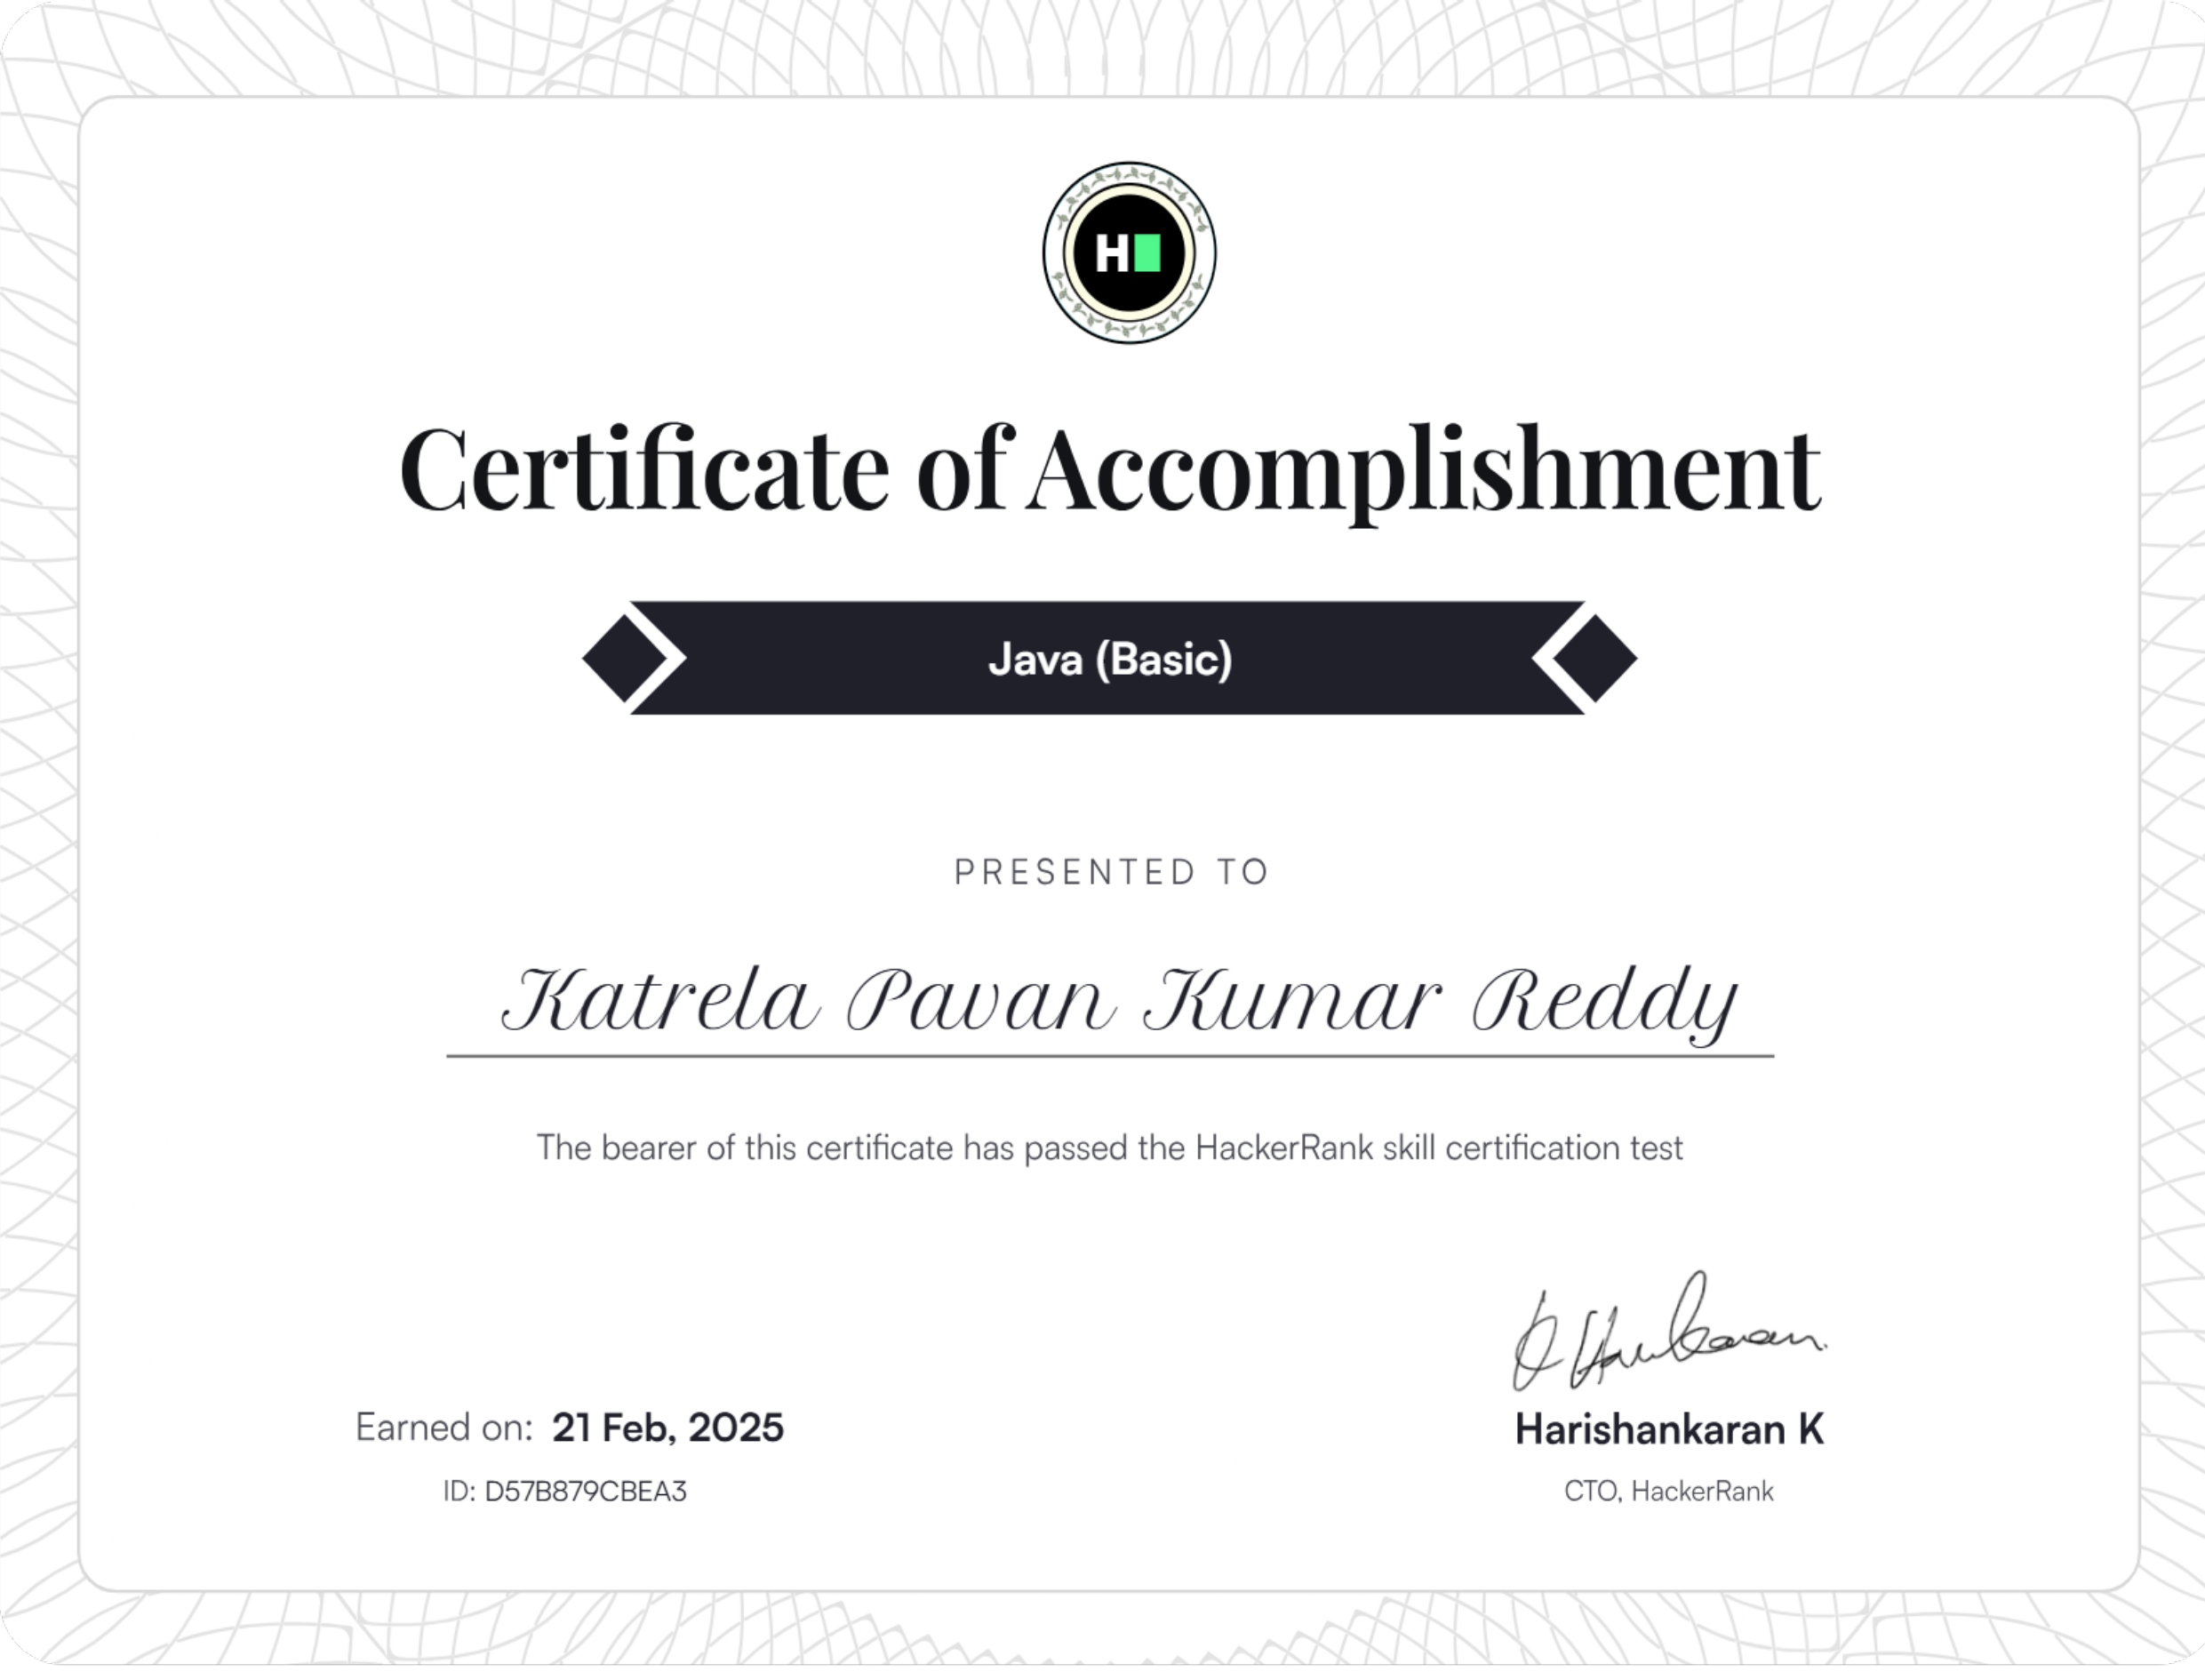 H
Certificate of Accomplishment
Java (Basic)
PRESENTED TO
Katrela Pavan Kumar Reddy
The bearer of this certificate has passed the HackerRank skill certification test
Earned on: 21 Feb, 2025
ID: D57B879CBEA3
Harishankaran K
CTO, HackerRank